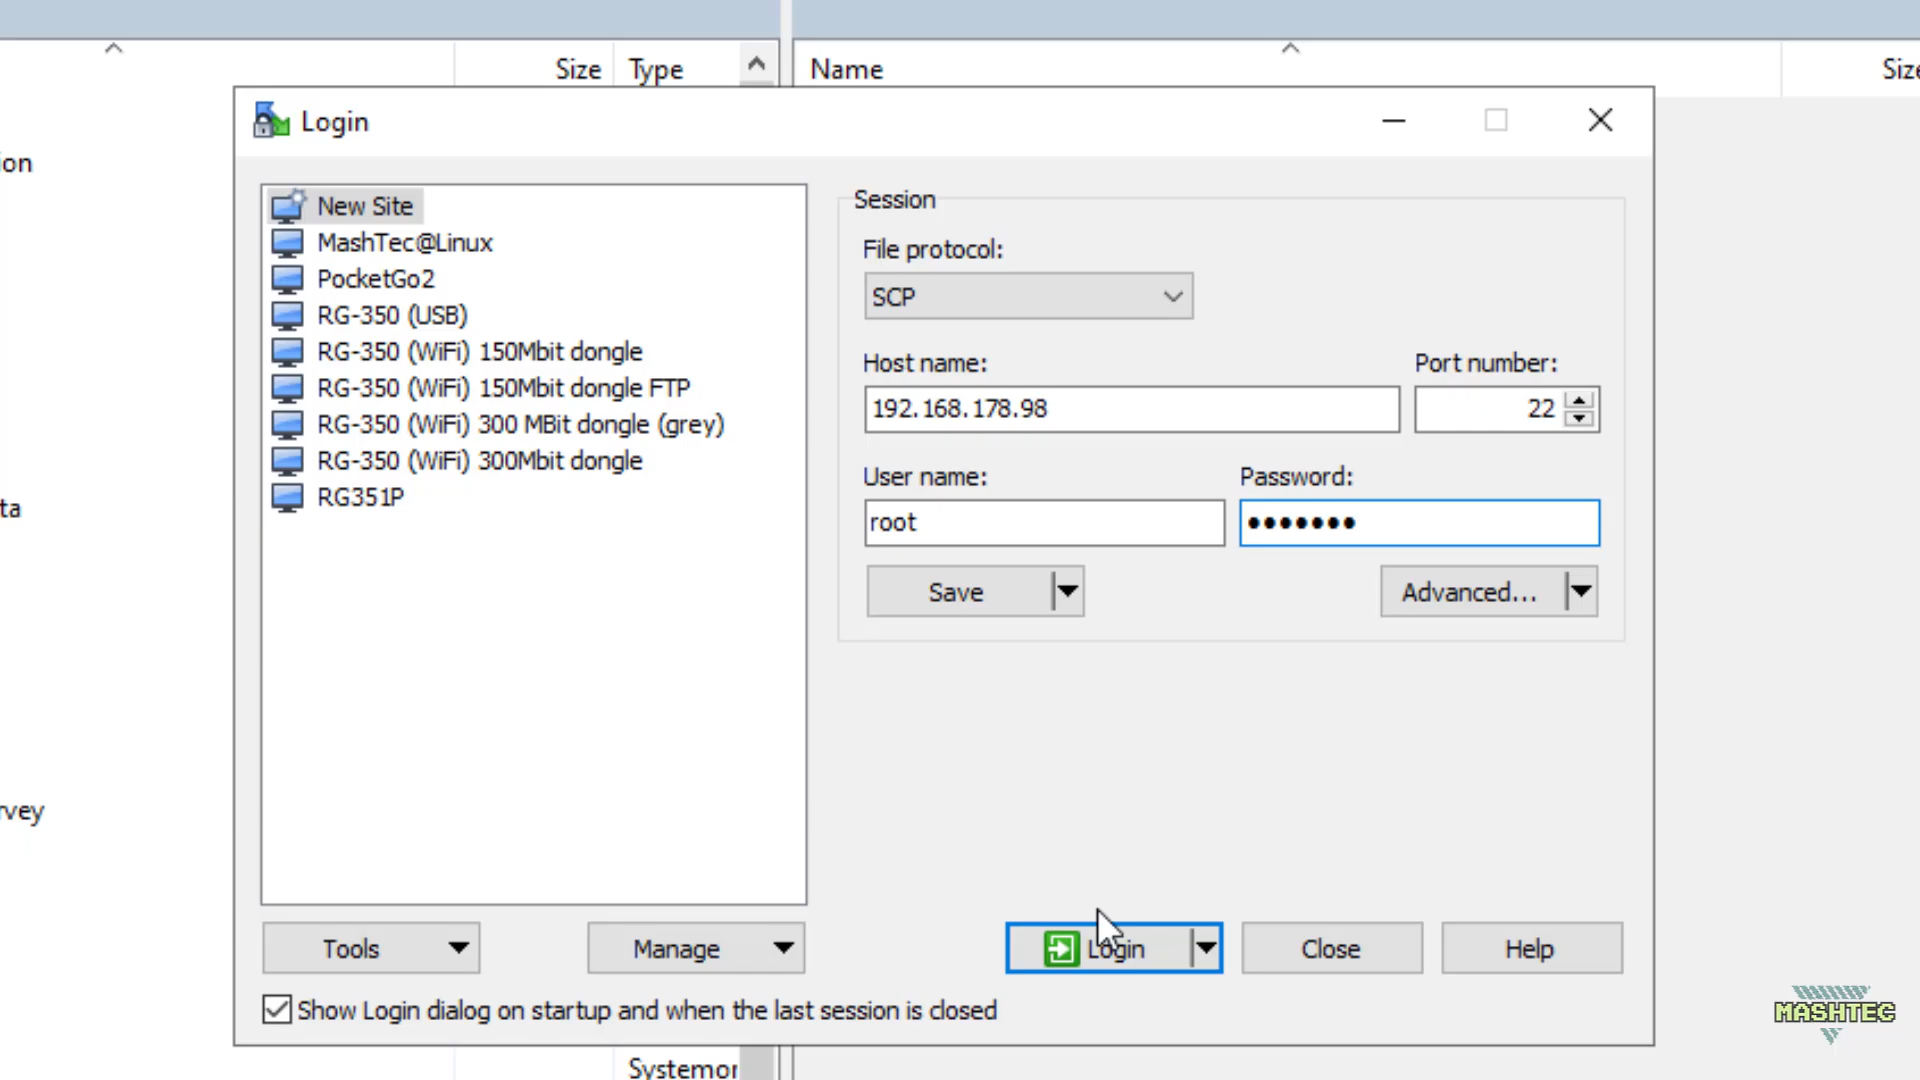 Size Type Name Size
Login
ion
New Site
MashTec@Linux
PocketGo2
RG-350 (USB)
RG-350 (WiFi) 150Mbit dongle
RG-350 (WiFi) 150Mbit dongle FTP
RG-350 (WiFi) 300 MBit dongle (grey)
RG-350 (WiFi) 300Mbit dongle
RG351P
Session
File protocol:
SCP
Host name: Port number:
192.168.178.98 22
User name: Password:
root •••••••
Save Advanced...
ta
rvey
Tools Manage Login Close Help
Show Login dialog on startup and when the last session is closed
MASHTEC
Systemor